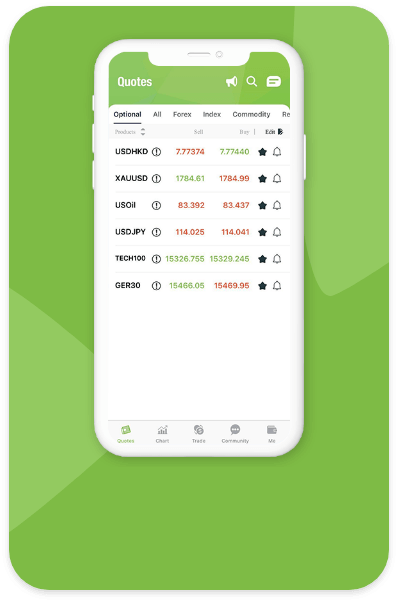 Quotes
Optional All Forex Index Commodity Re
Products Sell Buy Edit
USDHKD 7.77374 7.77440
XAUUSD 1784.61 1784.99
USOil 83.392 83.437
USDJPY 114.025 114.041
TECH100 15326.755 15329.245
GER30 15466.05 15469.95
Quotes Chart Trade Community Me